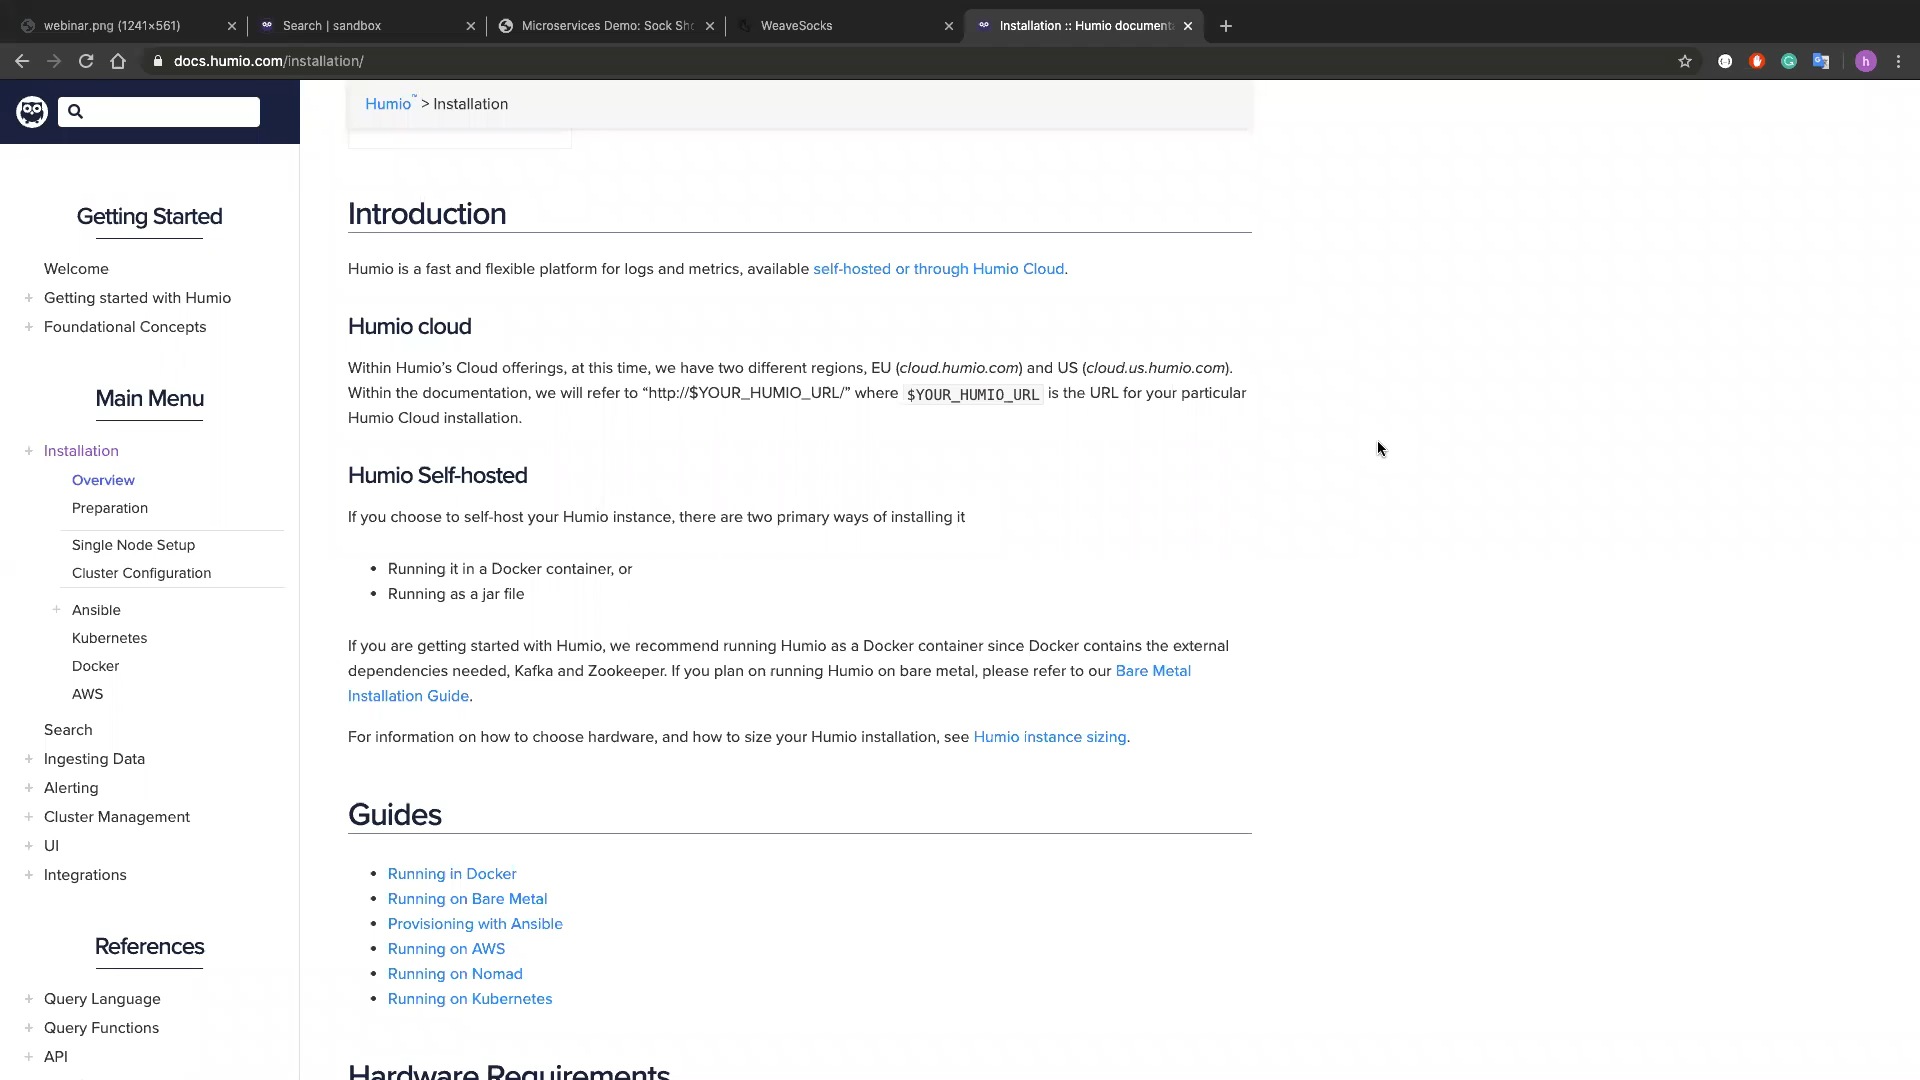 webinar.png (1241×561)
Search | sandbox
Microservices Demo: Sock Sh
WeaveSocks
Installation :: Humio document
docs.humio.com/installation/
h
Humio™ > Installation
Getting Started
Welcome
Getting started with Humio
Foundational Concepts
Main Menu
Installation
Overview
Preparation
Single Node Setup
Cluster Configuration
Ansible
Kubernetes
Docker
AWS
Search
Ingesting Data
Alerting
Cluster Management
UI
Integrations
References
Query Language
Query Functions
API
Introduction
Humio is a fast and flexible platform for logs and metrics, available self-hosted or through Humio Cloud.
Humio cloud
Within Humio’s Cloud offerings, at this time, we have two different regions, EU (cloud.humio.com) and US (cloud.us.humio.com).
Within the documentation, we will refer to “http://$YOUR_HUMIO_URL/” where $YOUR_HUMIO_URL is the URL for your particular
Humio Cloud installation.
Humio Self-hosted
If you choose to self-host your Humio instance, there are two primary ways of installing it
• Running it in a Docker container, or
• Running as a jar file
If you are getting started with Humio, we recommend running Humio as a Docker container since Docker contains the external
dependencies needed, Kafka and Zookeeper. If you plan on running Humio on bare metal, please refer to our Bare Metal
Installation Guide.
For information on how to choose hardware, and how to size your Humio installation, see Humio instance sizing.
Guides
• Running in Docker
• Running on Bare Metal
• Provisioning with Ansible
• Running on AWS
• Running on Nomad
• Running on Kubernetes
Hardware Requirements